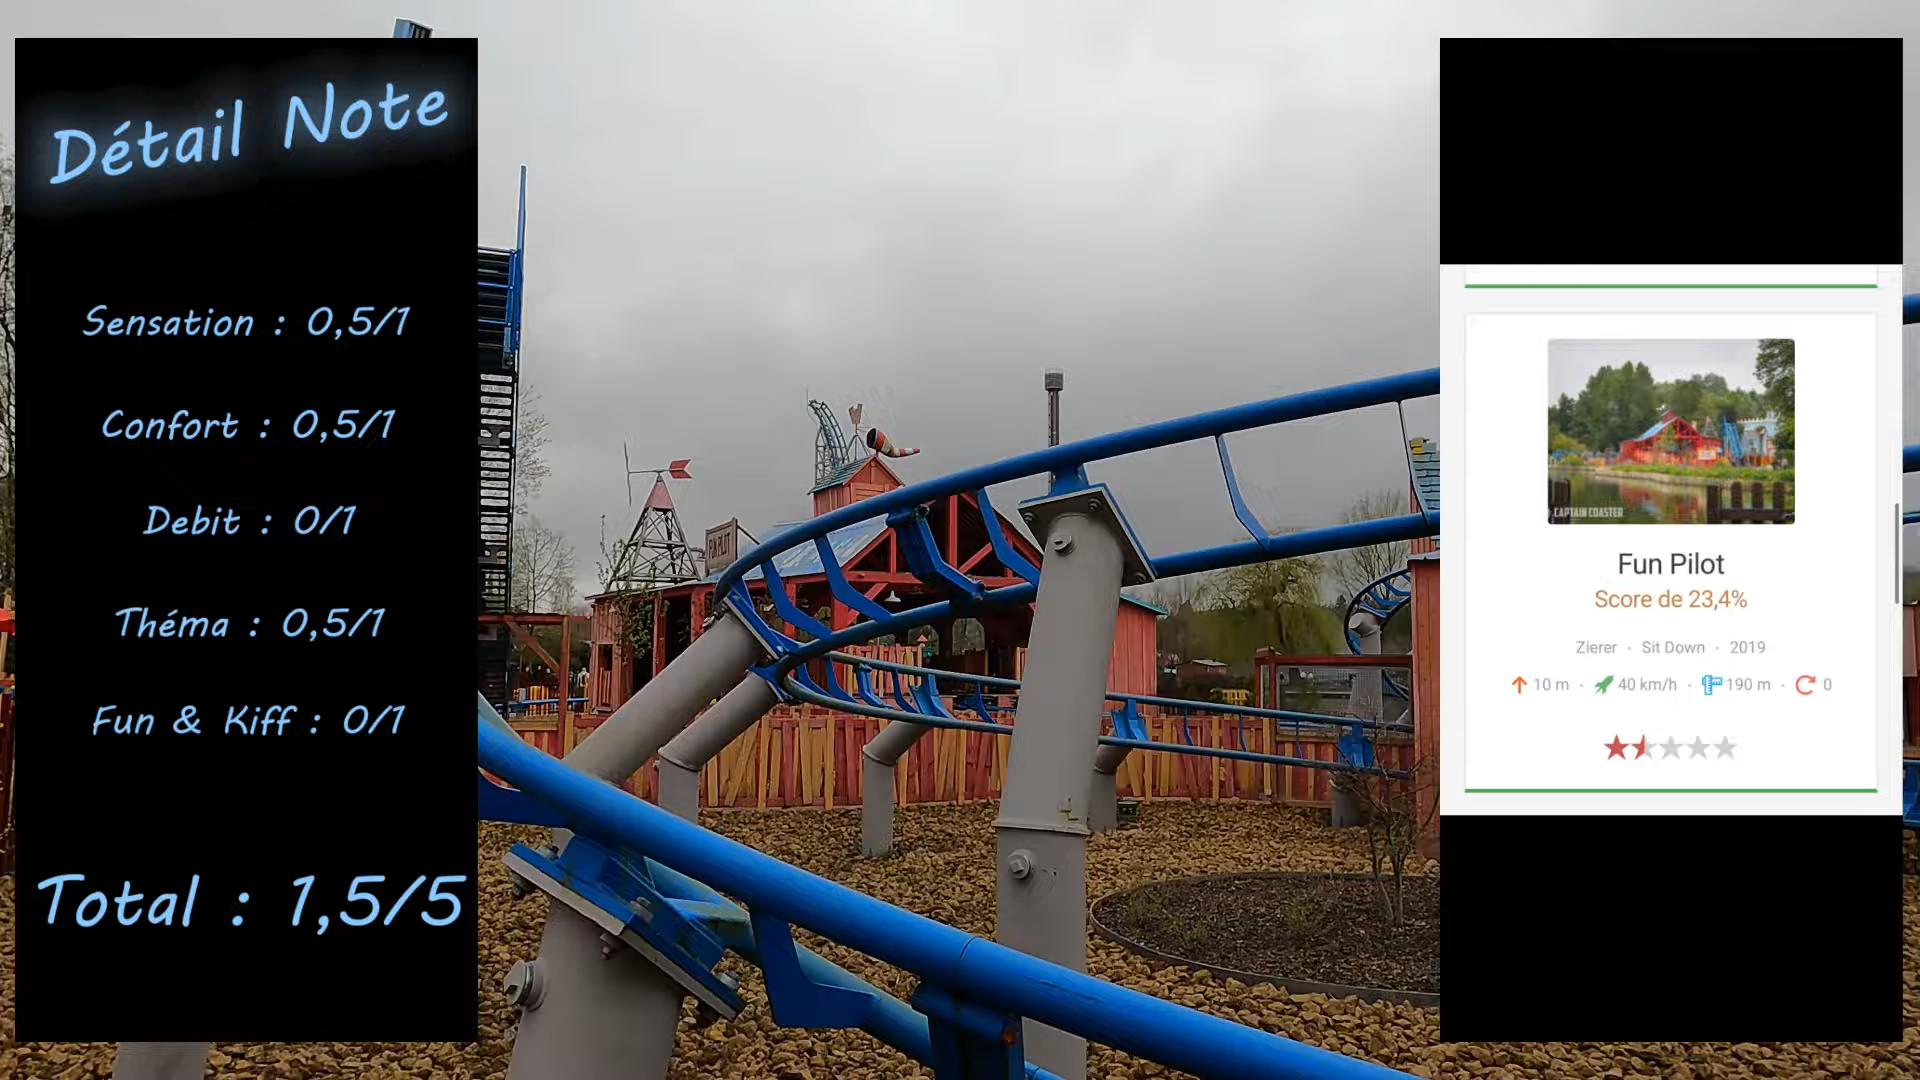 Détail Note
Sensation : 0,5/1
Confort : 0,5/1
Debit : 0/1
Théma : 0,5/1
Fun & Kiff : 0/1
Total : 1,5/5
FUN PILOT
CAPTAIN COASTER
Fun Pilot
Score de 23,4%
Zierer · Sit Down · 2019
10 m · 40 km/h · 190 m · 0